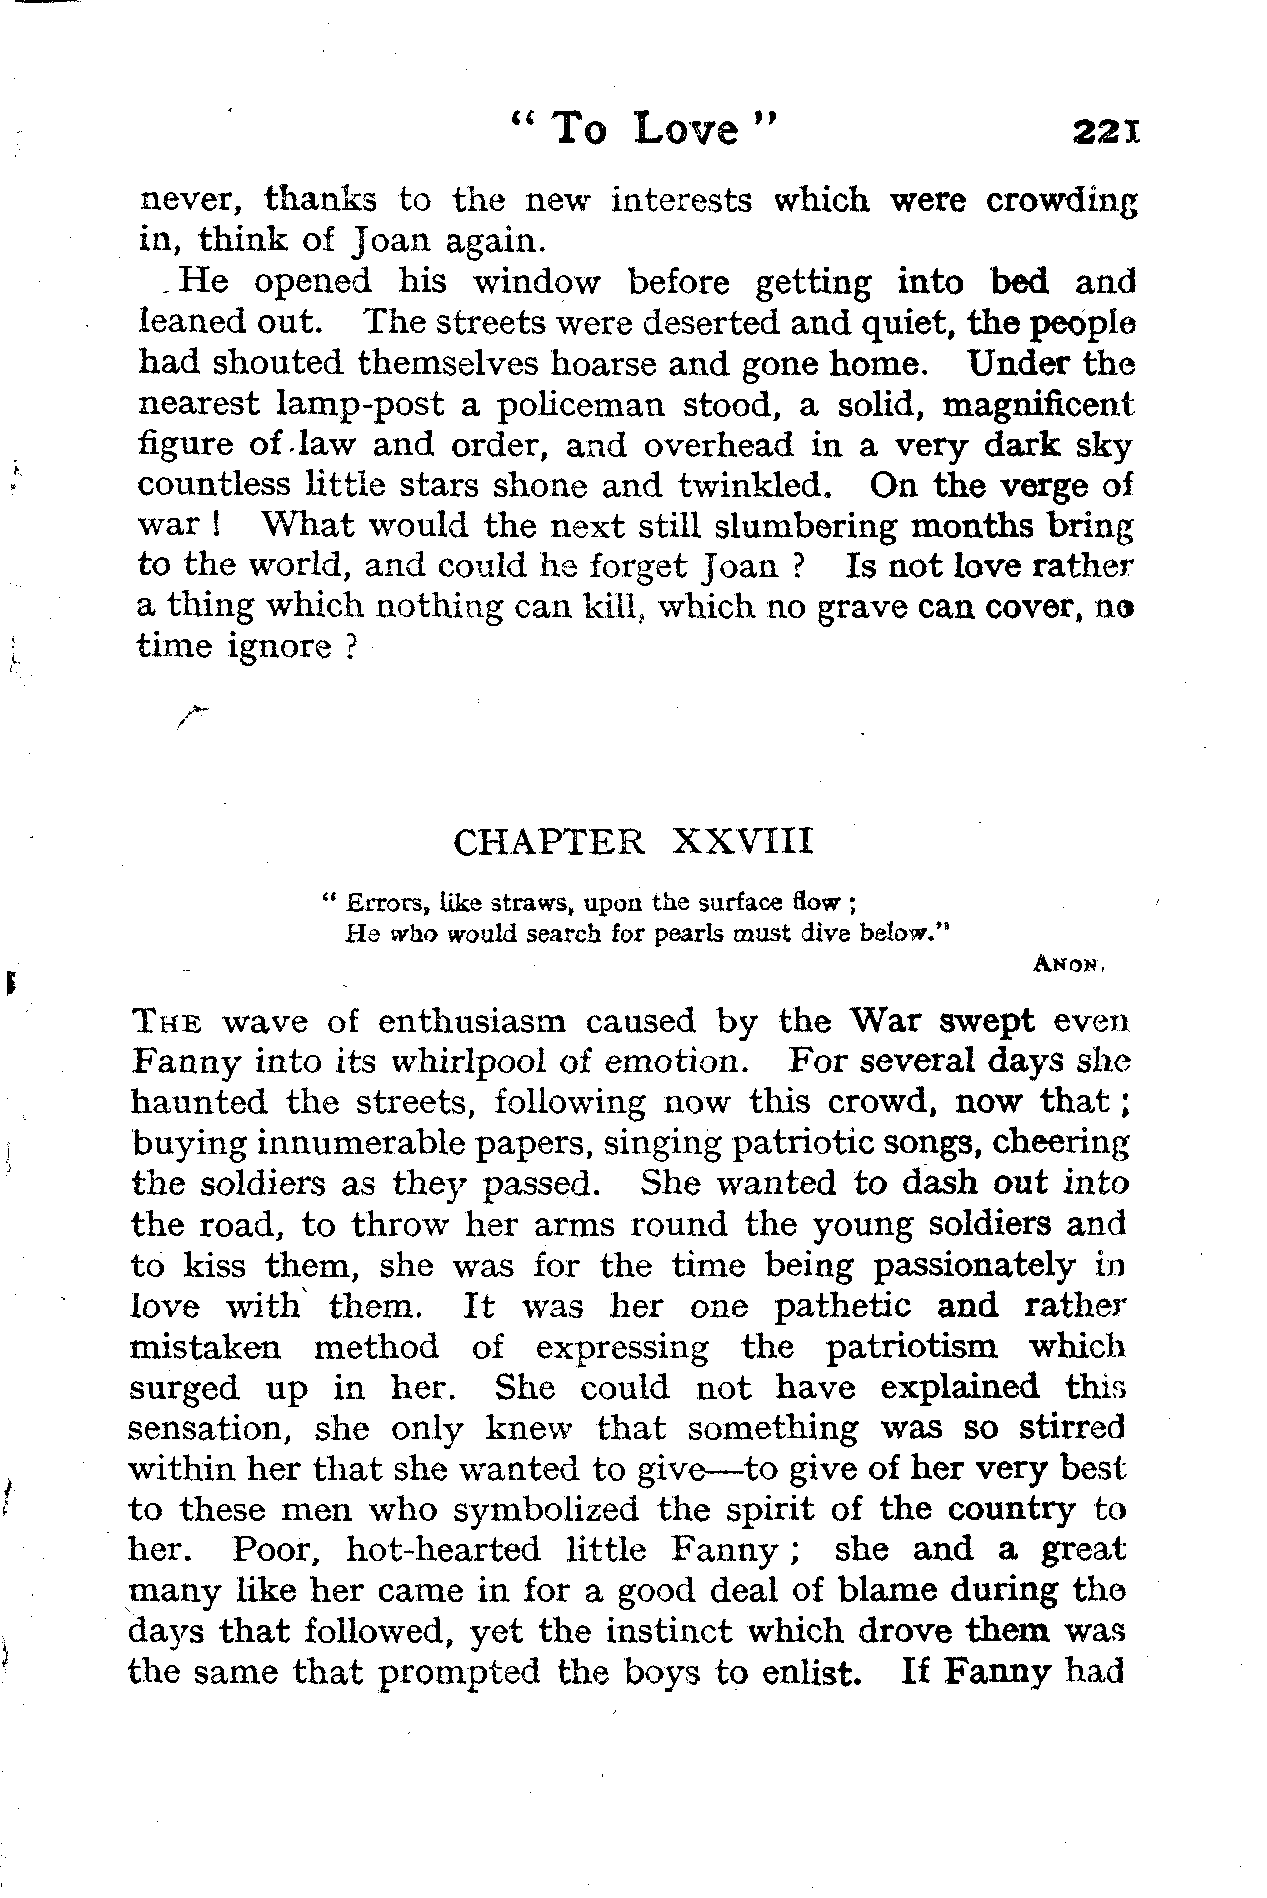 “ To Love ” 221
never, thanks to the new interests which were crowding
in, think of Joan again.
He opened his window before getting into bed and
leaned out. The streets were deserted and quiet, the people
had shouted themselves hoarse and gone home. Under the
nearest lamp-post a policeman stood, a solid, magnificent
figure of law and order, and overhead in a very dark sky
countless little stars shone and twinkled. On the verge of
war ! What would the next still slumbering months bring
to the world, and could he forget Joan ? Is not love rather
a thing which nothing can kill, which no grave can cover, no
time ignore ?
CHAPTER XXVIII
“ Errors, like straws, upon the surface flow ;
He who would search for pearls must dive below.”
ANON.
THE wave of enthusiasm caused by the War swept even
Fanny into its whirlpool of emotion. For several days she
haunted the streets, following now this crowd, now that ;
buying innumerable papers, singing patriotic songs, cheering
the soldiers as they passed. She wanted to dash out into
the road, to throw her arms round the young soldiers and
to kiss them, she was for the time being passionately in
love with them. It was her one pathetic and rather
mistaken method of expressing the patriotism which
surged up in her. She could not have explained this
sensation, she only knew that something was so stirred
within her that she wanted to give—to give of her very best
to these men who symbolized the spirit of the country to
her. Poor, hot-hearted little Fanny ; she and a great
many like her came in for a good deal of blame during the
days that followed, yet the instinct which drove them was
the same that prompted the boys to enlist. If Fanny had